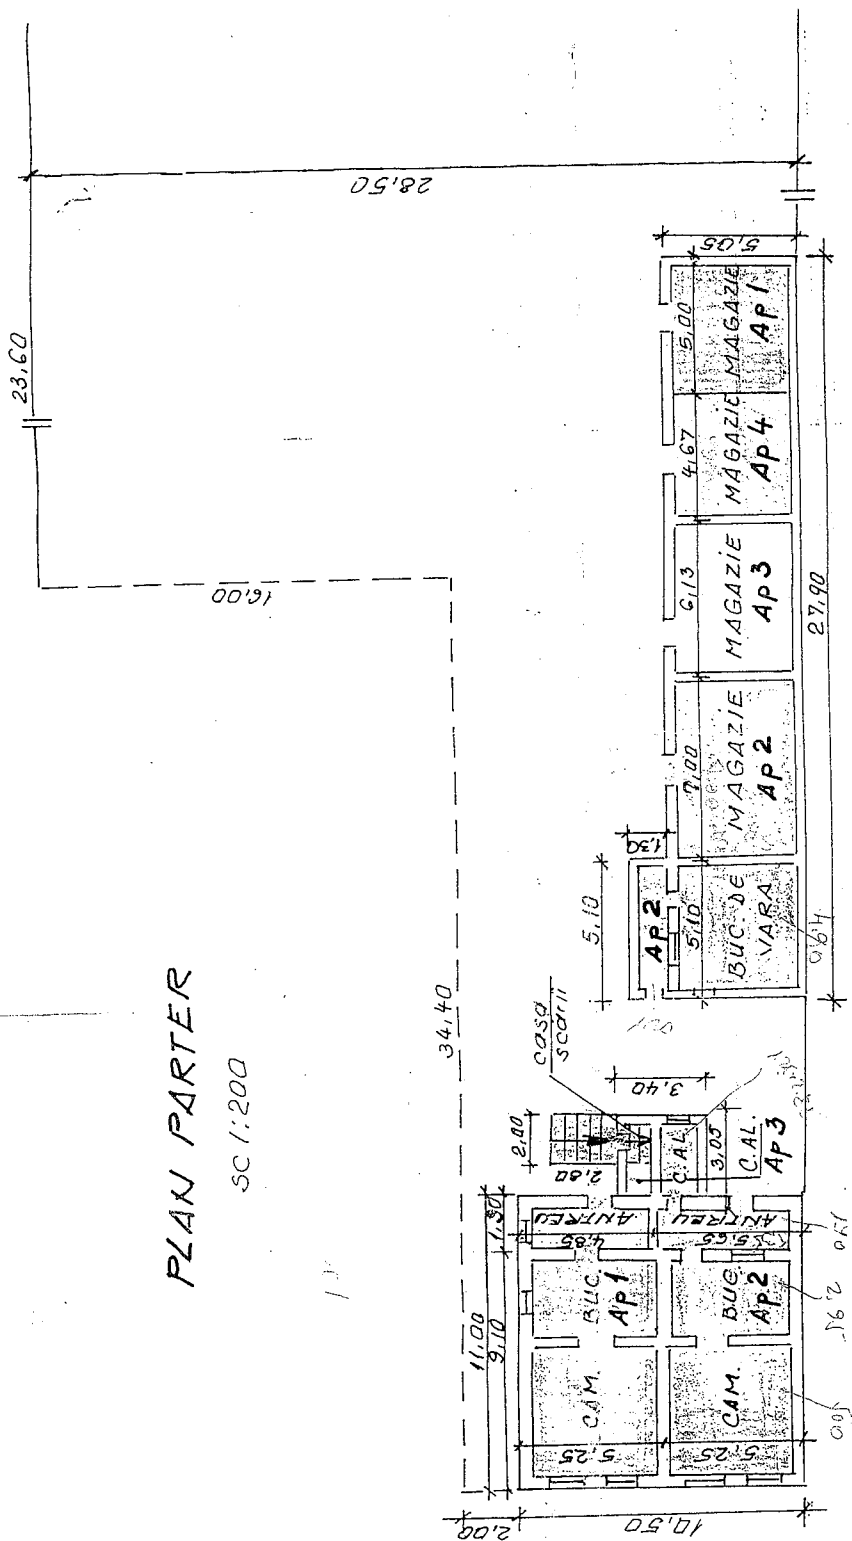 PLAN PARTER
SC 1:200
23,60
28,50
16,00
34,40
5,05
5,00
4,67
6,13
7,00
1,30
5,10
5,10
MAGAZIE
Ap 1
MAGAZIE
Ap 4
MAGAZIE
Ap 3
MAGAZIE
Ap 2
Ap 2
BUC. DE
VARA
27,90
casa
scarii
3,40
2,00
2,80
C.AL.
3,05
C.AL.
Ap 3
11,00
9,10
1,90
ANTREU
4,85
ANTREU
5,65
BUC.
Ap 1
BUC.
Ap 2
CAM.
CAM.
5,25
5,25
2,00
10,50